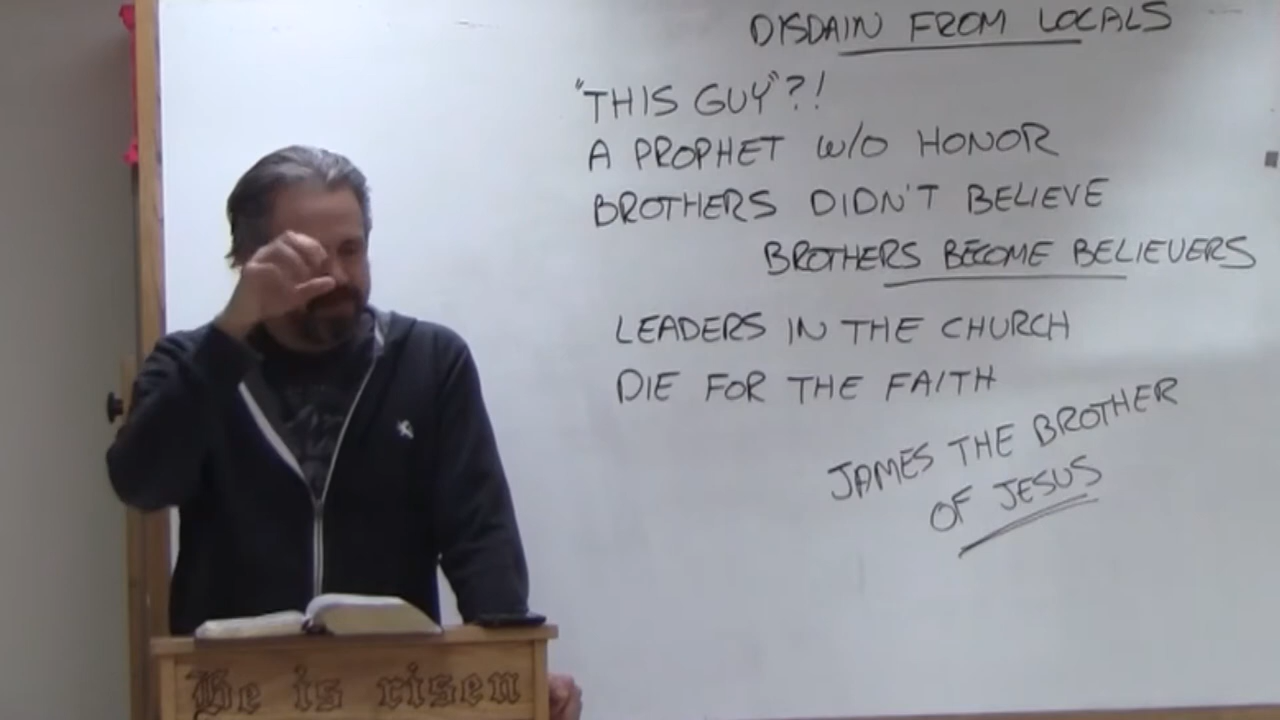 DISDAIN FROM LOCALS
"THIS GUY"?!
A PROPHET W/O HONOR
BROTHERS DIDN'T BELIEVE
BROTHERS BECOME BELIEVERS
LEADERS IN THE CHURCH
DIE FOR THE FAITH
JAMES THE BROTHER
OF JESUS
He is risen